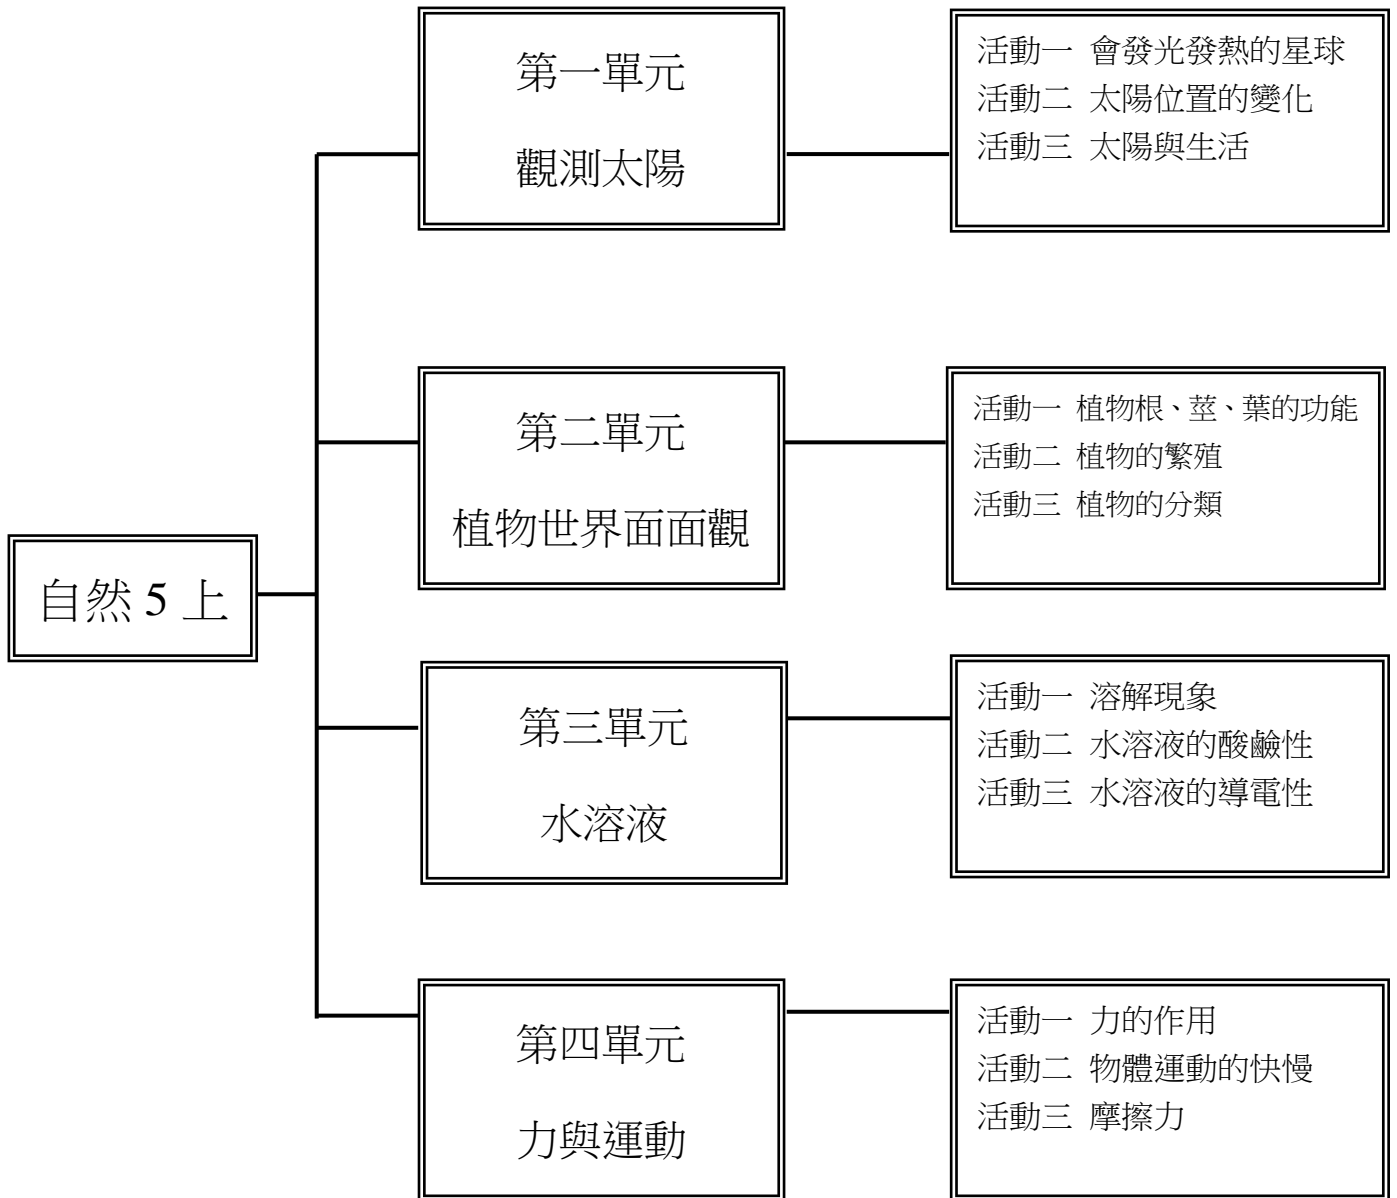 自然 5 上
第一單元
觀測太陽
活動一 會發光發熱的星球
活動二 太陽位置的變化
活動三 太陽與生活
第二單元
植物世界面面觀
活動一 植物根、莖、葉的功能
活動二 植物的繁殖
活動三 植物的分類
第三單元
水溶液
活動一 溶解現象
活動二 水溶液的酸鹼性
活動三 水溶液的導電性
第四單元
力與運動
活動一 力的作用
活動二 物體運動的快慢
活動三 摩擦力